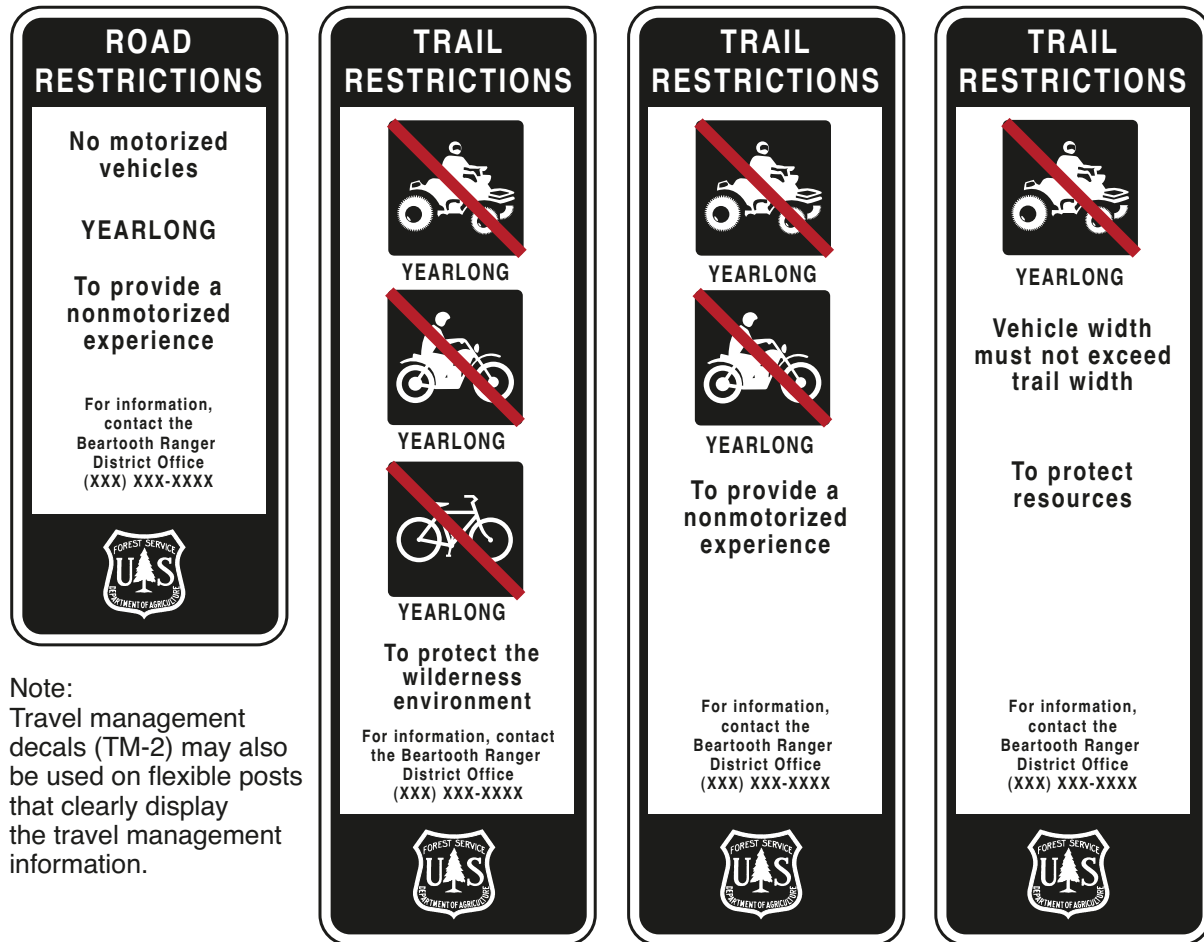 ROAD
RESTRICTIONS
No motorized
vehicles
YEARLONG
To provide a
nonmotorized
experience
For information,
contact the
Beartooth Ranger
District Office
(XXX) XXX-XXXX
FOREST SERVICE
U S
DEPARTMENT OF AGRICULTURE
Note:
Travel management
decals (TM-2) may also
be used on flexible posts
that clearly display
the travel management
information.
TRAIL
RESTRICTIONS
YEARLONG
YEARLONG
YEARLONG
To protect the
wilderness
environment
For information, contact
the Beartooth Ranger
District Office
(XXX) XXX-XXXX
FOREST SERVICE
U S
DEPARTMENT OF AGRICULTURE
TRAIL
RESTRICTIONS
YEARLONG
YEARLONG
To provide a
nonmotorized
experience
For information,
contact the
Beartooth Ranger
District Office
(XXX) XXX-XXXX
FOREST SERVICE
U S
DEPARTMENT OF AGRICULTURE
TRAIL
RESTRICTIONS
YEARLONG
Vehicle width
must not exceed
trail width
To protect
resources
For information,
contact the
Beartooth Ranger
District Office
(XXX) XXX-XXXX
FOREST SERVICE
U S
DEPARTMENT OF AGRICULTURE